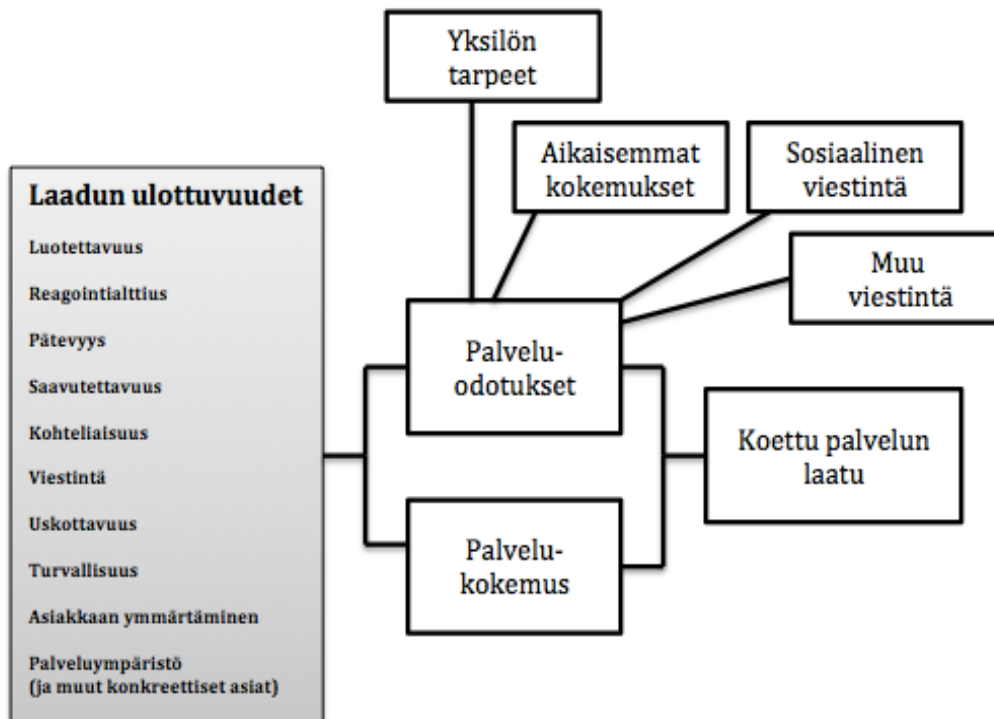 Yksilön
tarpeet
Aikaisemmat
kokemukset
Sosiaalinen
viestintä
Muu
viestintä
Laadun ulottuvuudet
Luotettavuus
Reagointialttius
Pätevyys
Saavutettavuus
Kohteliaisuus
Viestintä
Uskottavuus
Turvallisuus
Asiakkaan ymmärtäminen
Palveluympäristö
(ja muut konkreettiset asiat)
Palvelu-
odotukset
Palvelu-
kokemus
Koettu palvelun
laatu